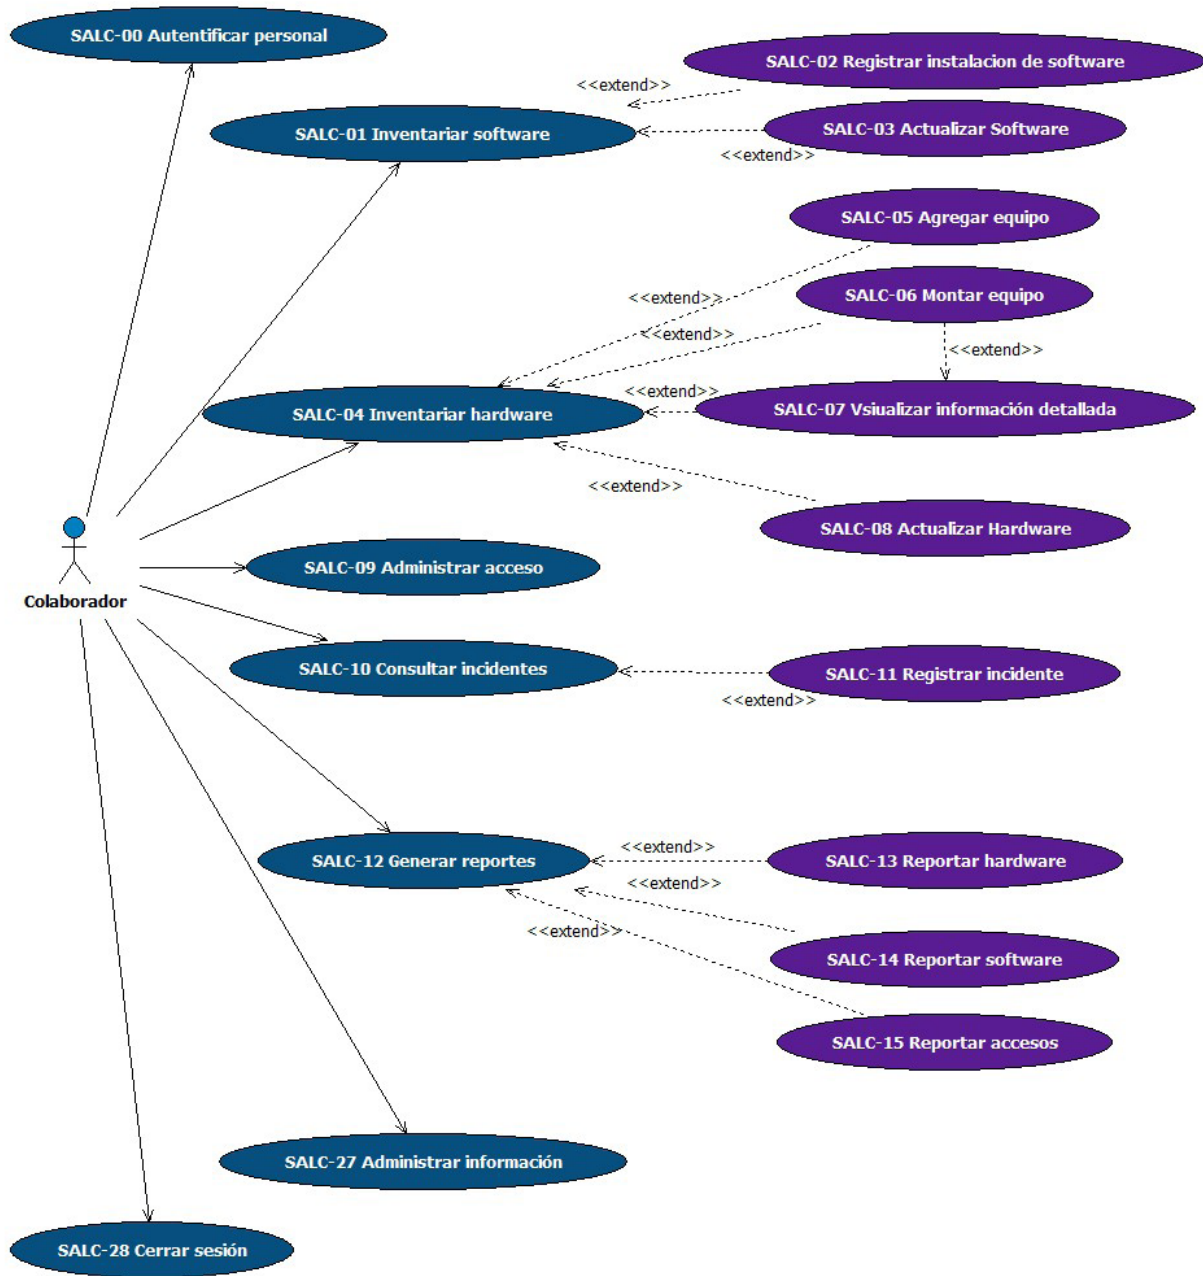 SALC-00 Autentificar personal
SALC-02 Registrar instalacion de software
<<extend>>
SALC-01 Inventariar software
SALC-03 Actualizar Software
<<extend>>
SALC-05 Agregar equipo
<<extend>>
SALC-06 Montar equipo
<<extend>>
<<extend>>
<<extend>>
SALC-04 Inventariar hardware
SALC-07 Vsiualizar información detallada
<<extend>>
SALC-08 Actualizar Hardware
SALC-09 Administrar acceso
Colaborador
SALC-10 Consultar incidentes
SALC-11 Registrar incidente
<<extend>>
SALC-12 Generar reportes
<<extend>>
SALC-13 Reportar hardware
<<extend>>
<<extend>>
SALC-14 Reportar software
SALC-15 Reportar accesos
SALC-27 Administrar información
SALC-28 Cerrar sesión